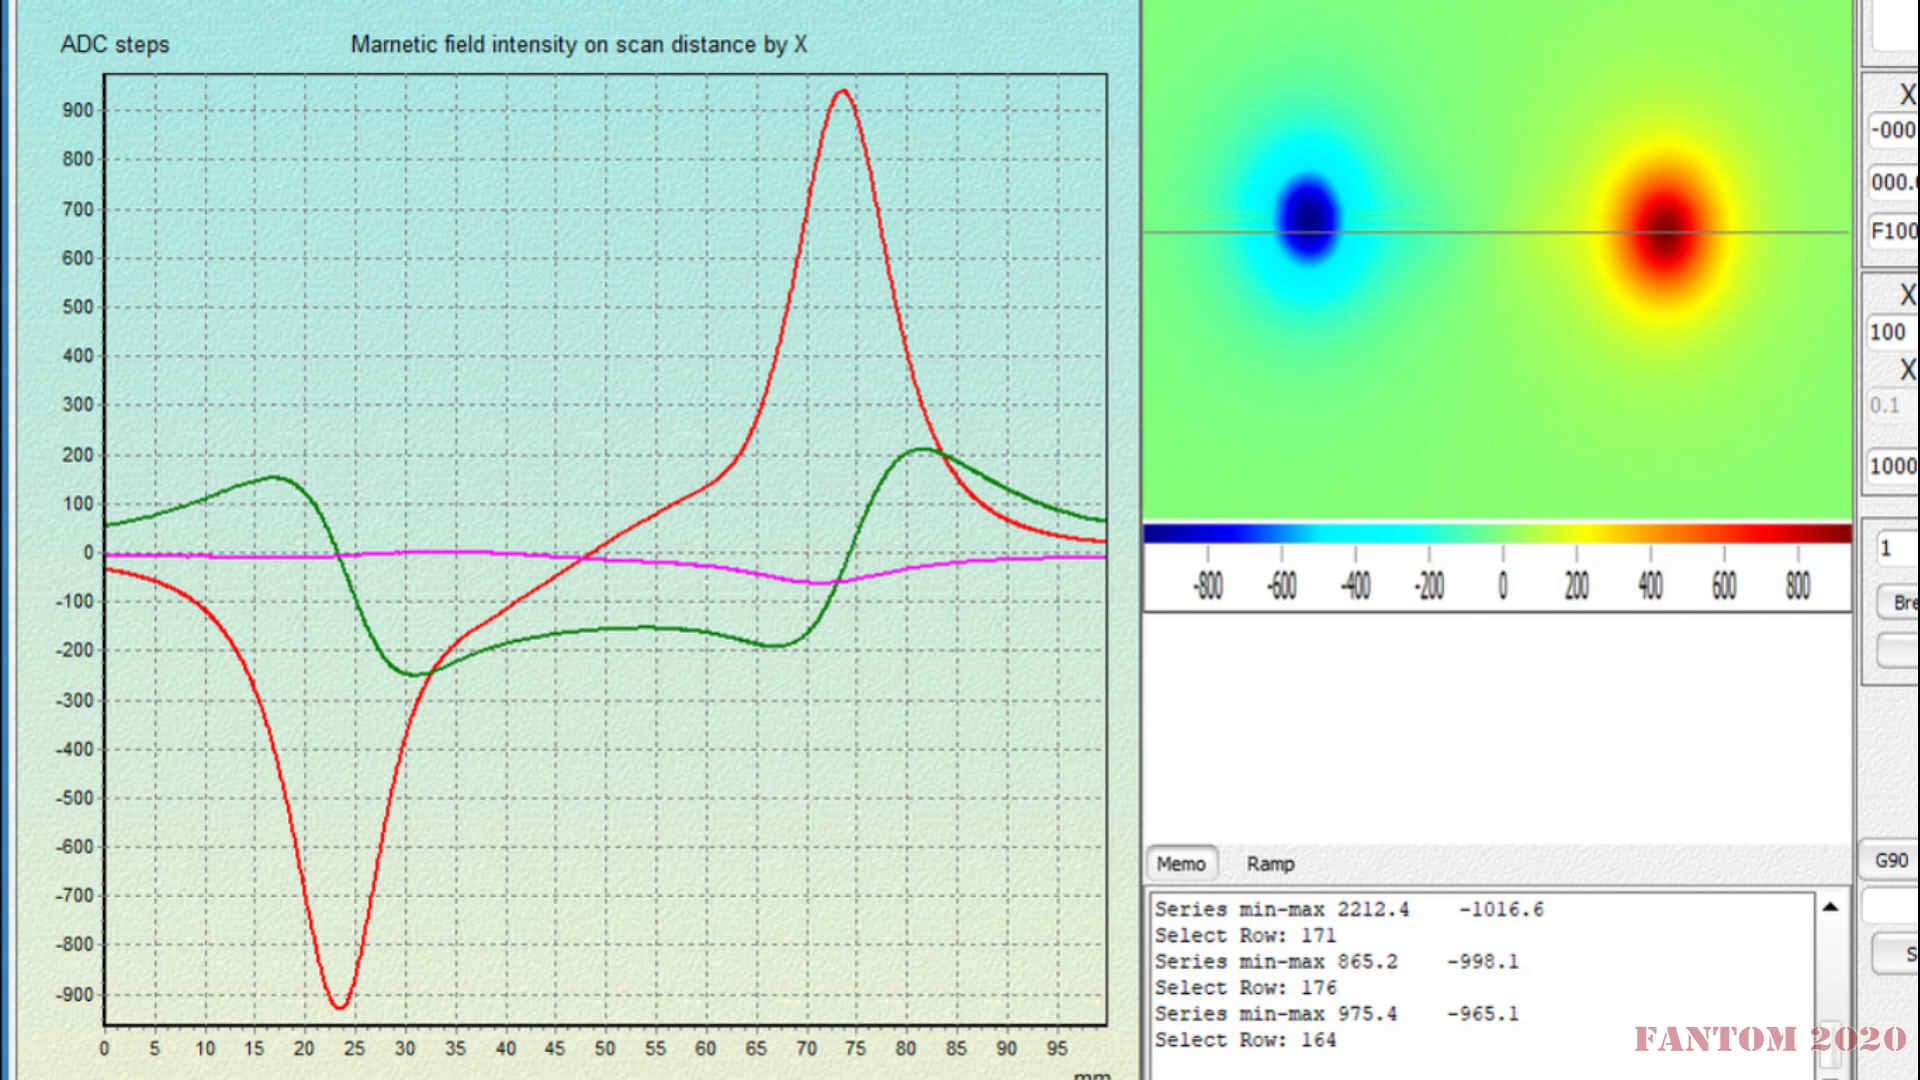 ADC steps
Marnetic field intensity on scan distance by X
900
800
700
600
500
400
300
200
100
0
-100
-200
-300
-400
-500
-600
-700
-800
-900
0 5 10 15 20 25 30 35 40 45 50 55 60 65 70 75 80 85 90 95
mm
-800 -600 -400 -200 0 200 400 600 800
Memo Ramp
Series min-max 2212.4 -1016.6
Select Row: 171
Series min-max 865.2 -998.1
Select Row: 176
Series min-max 975.4 -965.1
Select Row: 164
X
-000
000.
F100
X
100
X
0.1
1000
1
Bre
G90
S
FANTOM 2020